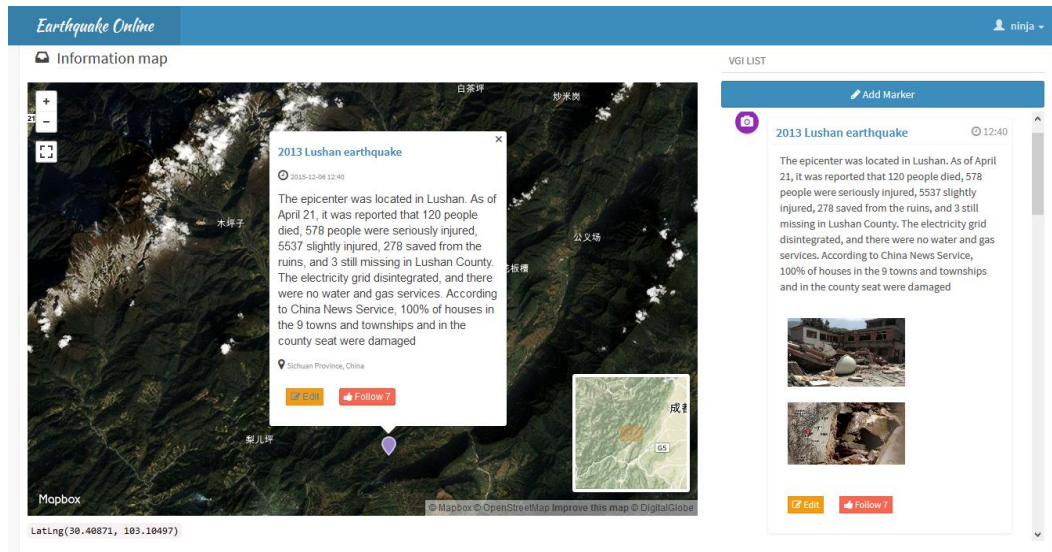 Earthquake Online
ninja
Information map
VGI LIST
Add Marker
+
−
21
白茶坪
炒米岗
木坪子
公义场
花板槽
梨儿坪
×
2013 Lushan earthquake
2015-12-06 12:40
The epicenter was located in Lushan. As of
April 21, it was reported that 120 people
died, 578 people were seriously injured,
5537 slightly injured, 278 saved from the
ruins, and 3 still missing in Lushan County.
The electricity grid disintegrated, and there
were no water and gas services. According
to China News Service, 100% of houses in
the 9 towns and townships and in the
county seat were damaged
Sichuan Province, China
Edit
Follow 7
成都
G5
Mapbox
© Mapbox © OpenStreetMap Improve this map © DigitalGlobe
LatLng(30.40871, 103.10497)
2013 Lushan earthquake
12:40
The epicenter was located in Lushan. As of April
21, it was reported that 120 people died, 578
people were seriously injured, 5537 slightly
injured, 278 saved from the ruins, and 3 still
missing in Lushan County. The electricity grid
disintegrated, and there were no water and gas
services. According to China News Service,
100% of houses in the 9 towns and townships
and in the county seat were damaged
Edit
Follow 7